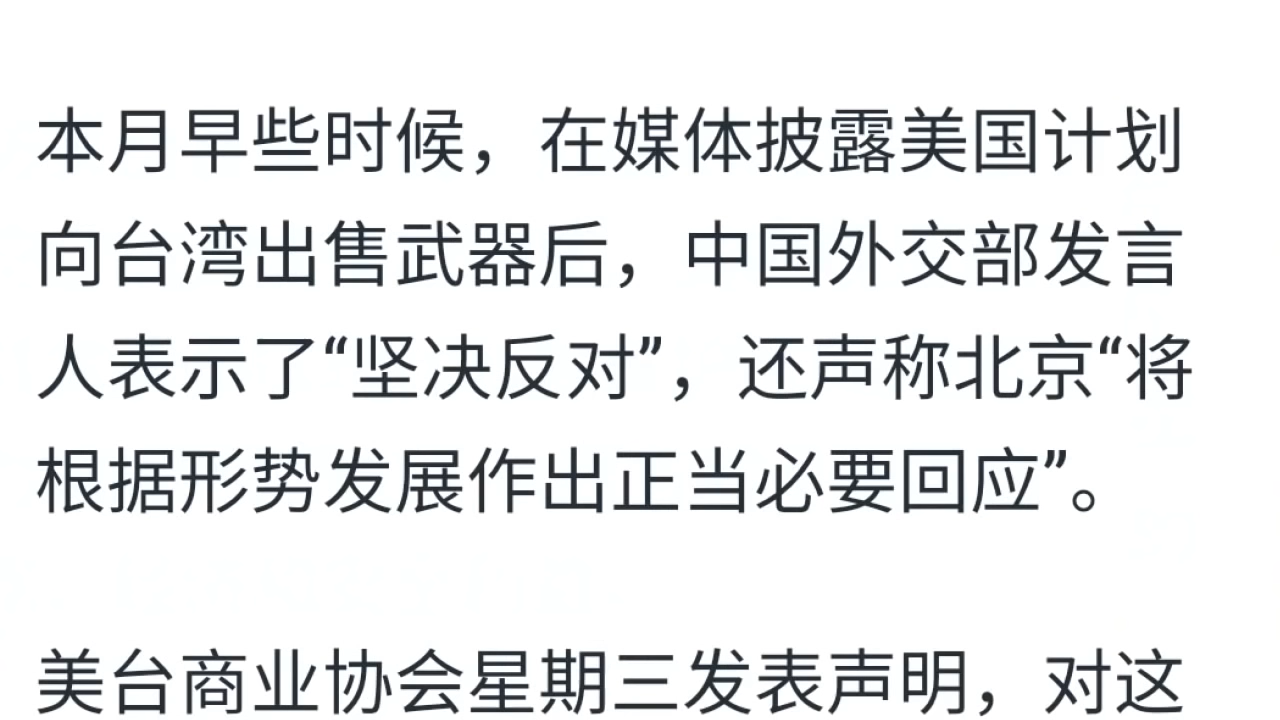 本月早些时候，在媒体披露美国计划
向台湾出售武器后，中国外交部发言
人表示了“坚决反对”，还声称北京“将
根据形势发展作出正当必要回应”。
美台商业协会星期三发表声明，对这